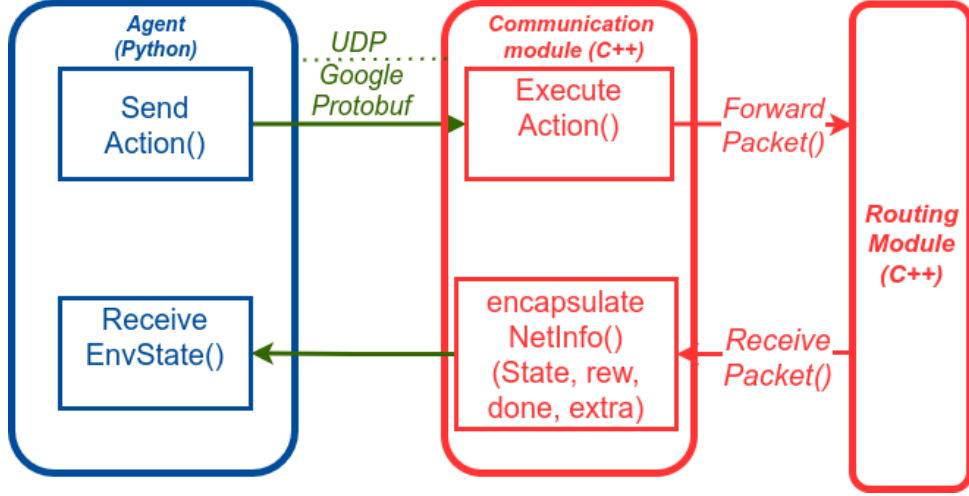 Agent
(Python)
Send
Action()
Receive
EnvState()
UDP
Google
Protobuf
Communication
module (C++)
Execute
Action()
encapsulate
NetInfo()
(State, rew,
done, extra)
Forward
Packet()
Receive
Packet()
Routing
Module
(C++)